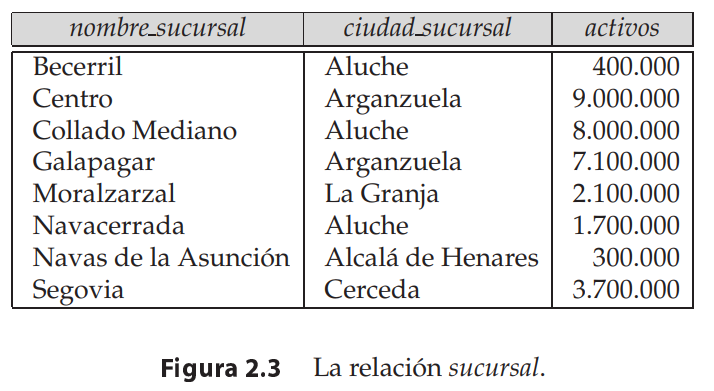 nombre_sucursal ciudad_sucursal activos
Becerril Aluche 400.000
Centro Arganzuela 9.000.000
Collado Mediano Aluche 8.000.000
Galapagar Arganzuela 7.100.000
Moralzarzal La Granja 2.100.000
Navacerrada Aluche 1.700.000
Navas de la Asunción Alcalá de Henares 300.000
Segovia Cerceda 3.700.000
Figura 2.3 La relación sucursal.